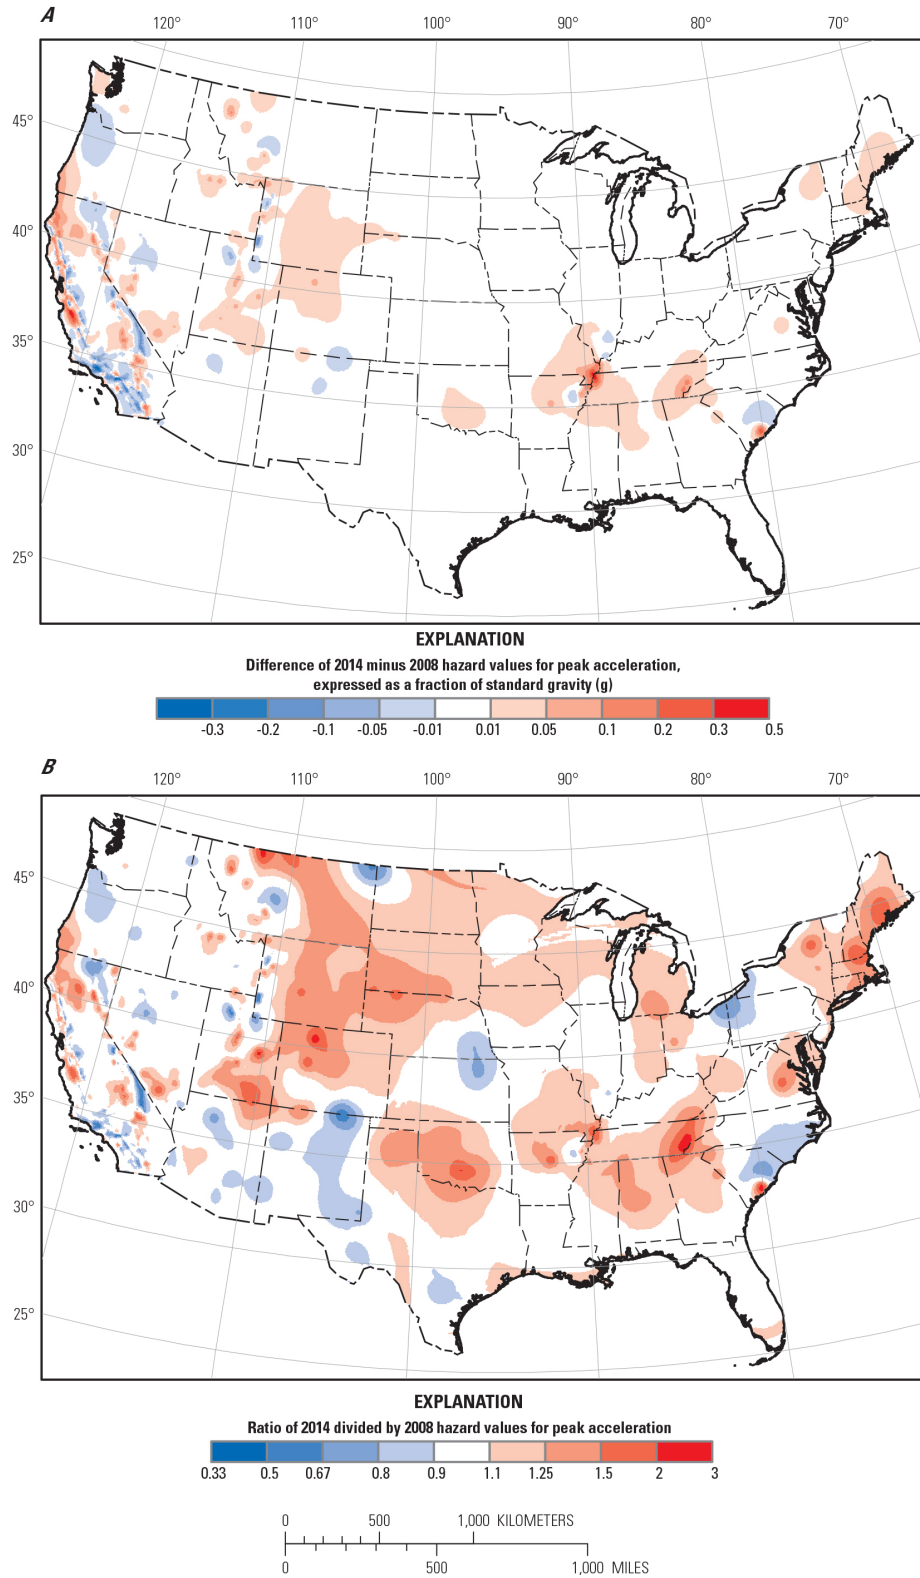 A
120° 110° 100° 90° 80° 70°
45°
40°
35°
30°
25°
EXPLANATION
Difference of 2014 minus 2008 hazard values for peak acceleration,
expressed as a fraction of standard gravity (g)
-0.3 -0.2 -0.1 -0.05 -0.01 0.01 0.05 0.1 0.2 0.3 0.5
B
120° 110° 100° 90° 80° 70°
45°
40°
35°
30°
25°
EXPLANATION
Ratio of 2014 divided by 2008 hazard values for peak acceleration
0.33 0.5 0.67 0.8 0.9 1.1 1.25 1.5 2 3
0 500 1,000 KILOMETERS
0 500 1,000 MILES